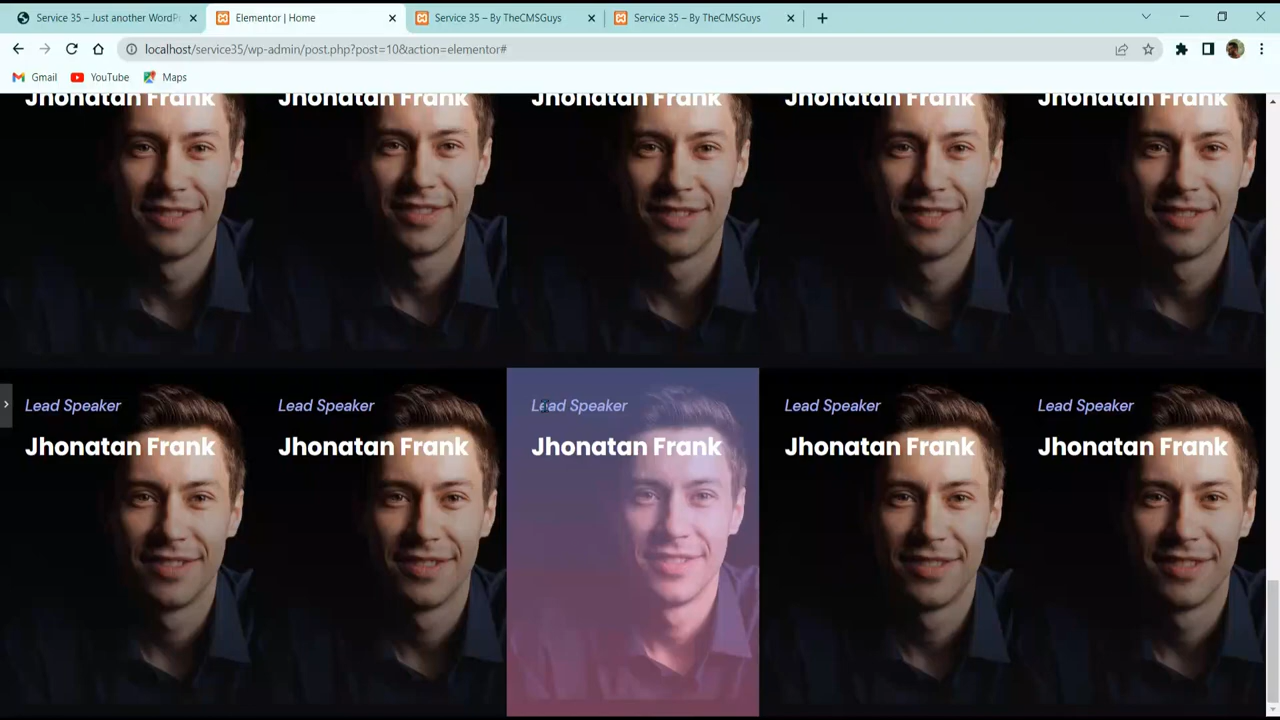 Service 35 – Just another WordP
Elementor | Home
Service 35 – By TheCMSGuys
Service 35 – By TheCMSGuys
localhost/service35/wp-admin/post.php?post=10&action=elementor#
Gmail
YouTube
Maps
Jhonatan Frank Jhonatan Frank Jhonatan Frank Jhonatan Frank Jhonatan Frank
Lead Speaker Lead Speaker Lead Speaker Lead Speaker Lead Speaker
Jhonatan Frank Jhonatan Frank Jhonatan Frank Jhonatan Frank Jhonatan Frank